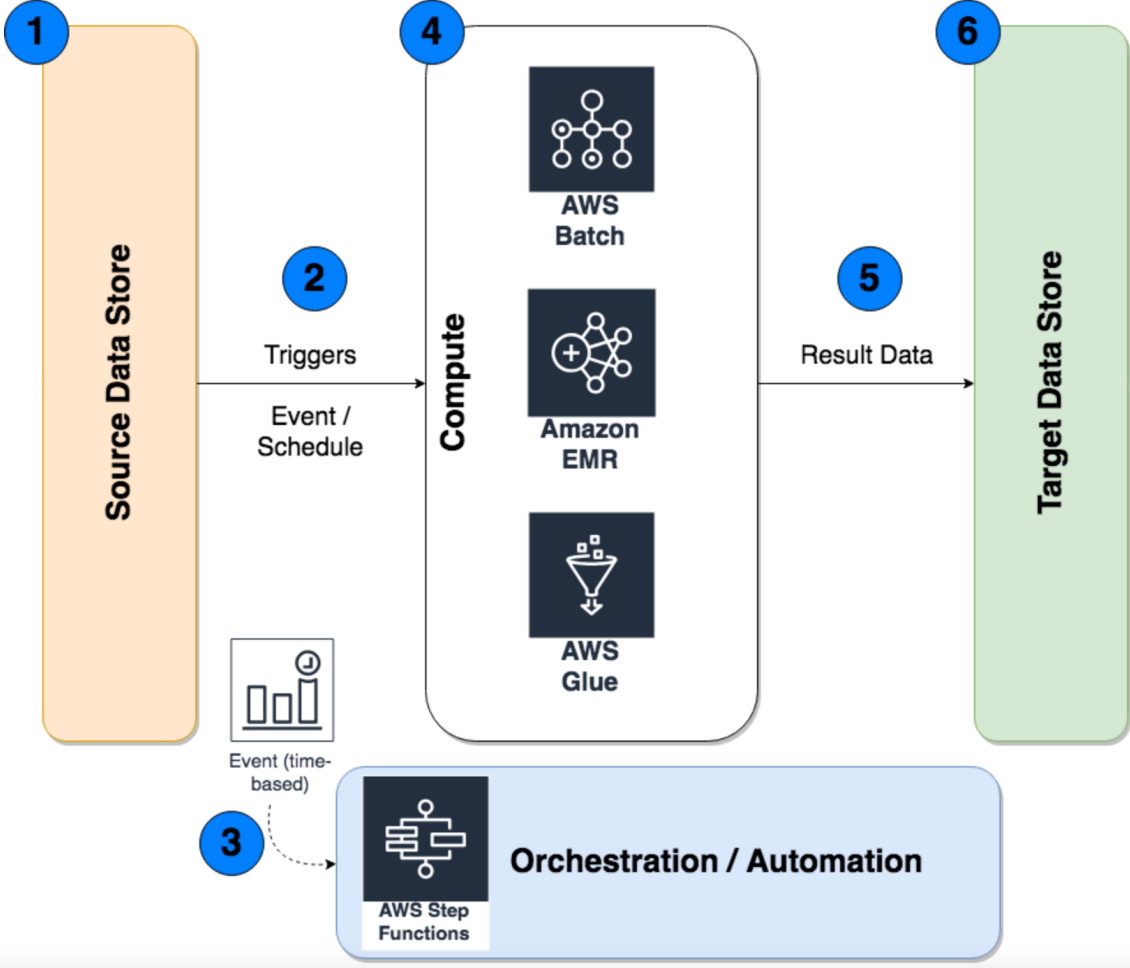 1
Source Data Store
2
Triggers
Event /
Schedule
3
Event (time-
based)
4
Compute
AWS
Batch
Amazon
EMR
AWS
Glue
5
Result Data
6
Target Data Store
AWS Step
Functions
Orchestration / Automation